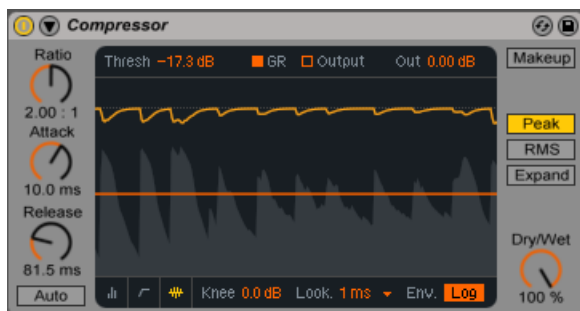 Compressor
Ratio
2.00 : 1
Attack
10.0 ms
Release
81.5 ms
Auto
Thresh -17.3 dB GR Output Out 0.00 dB
Knee 0.0 dB Look. 1 ms Env. Log
Makeup
Peak
RMS
Expand
Dry/Wet
100 %